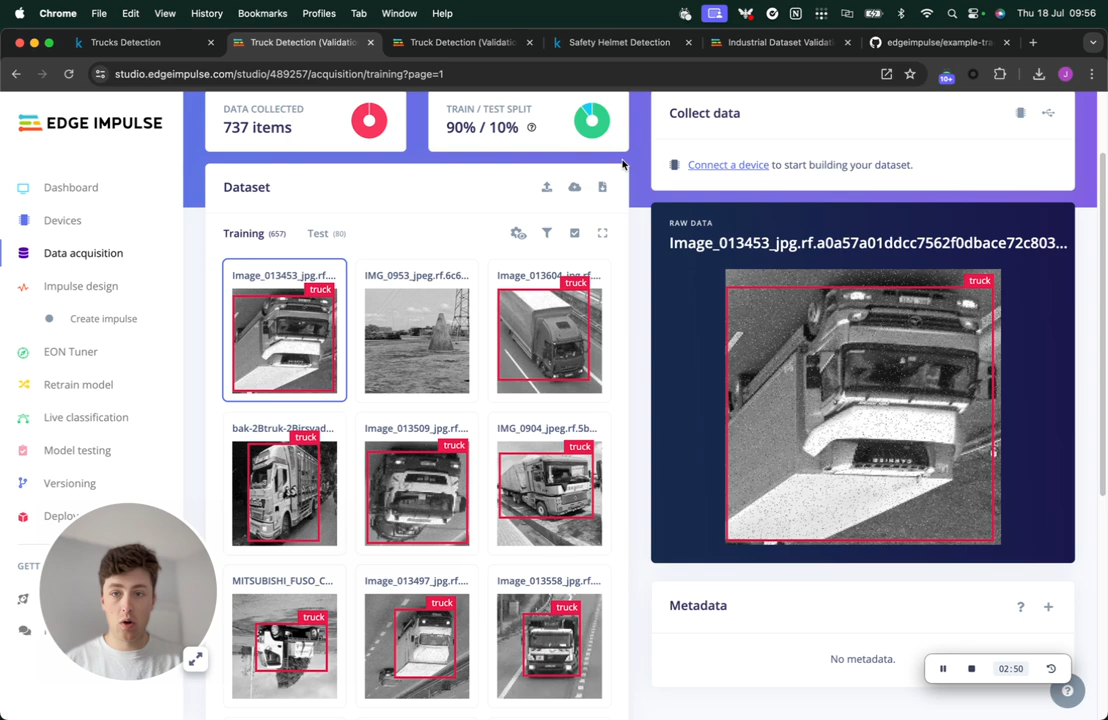 Chrome File Edit View History Bookmarks Profiles Tab Window Help Thu 18 Jul 09:56
Trucks Detection
Truck Detection (Validatio
Truck Detection (Validatio
Safety Helmet Detection
Industrial Dataset Validati
edgeimpulse/example-tra
studio.edgeimpulse.com/studio/489257/acquisition/training?page=1
10+
J
EDGE IMPULSE
Dashboard
Devices
Data acquisition
Impulse design
Create impulse
EON Tuner
Retrain model
Live classification
Model testing
Versioning
Deplo
GETT
DATA COLLECTED
737 items
TRAIN / TEST SPLIT
90% / 10% ?
Collect data
Connect a device to start building your dataset.
Dataset
Training (657) Test (80)
Image_013453_jpg.rf....
truck
IMG_0953_jpeg.rf.6c6...
Image_013604_jpg.rf....
truck
bak-2Btruk-2Birsyad...
truck
Image_013509_jpg.rf....
truck
IMG_0904_jpeg.rf.5b...
truck
MITSUBISHI_FUSO_C...
truck
Image_013497_jpg.rf....
truck
Image_013558_jpg.rf....
truck
RAW DATA
Image_013453_jpg.rf.a0a57a01ddcc7562f0dbace72c803...
truck
Metadata
?
+
No metadata.
02:50
?